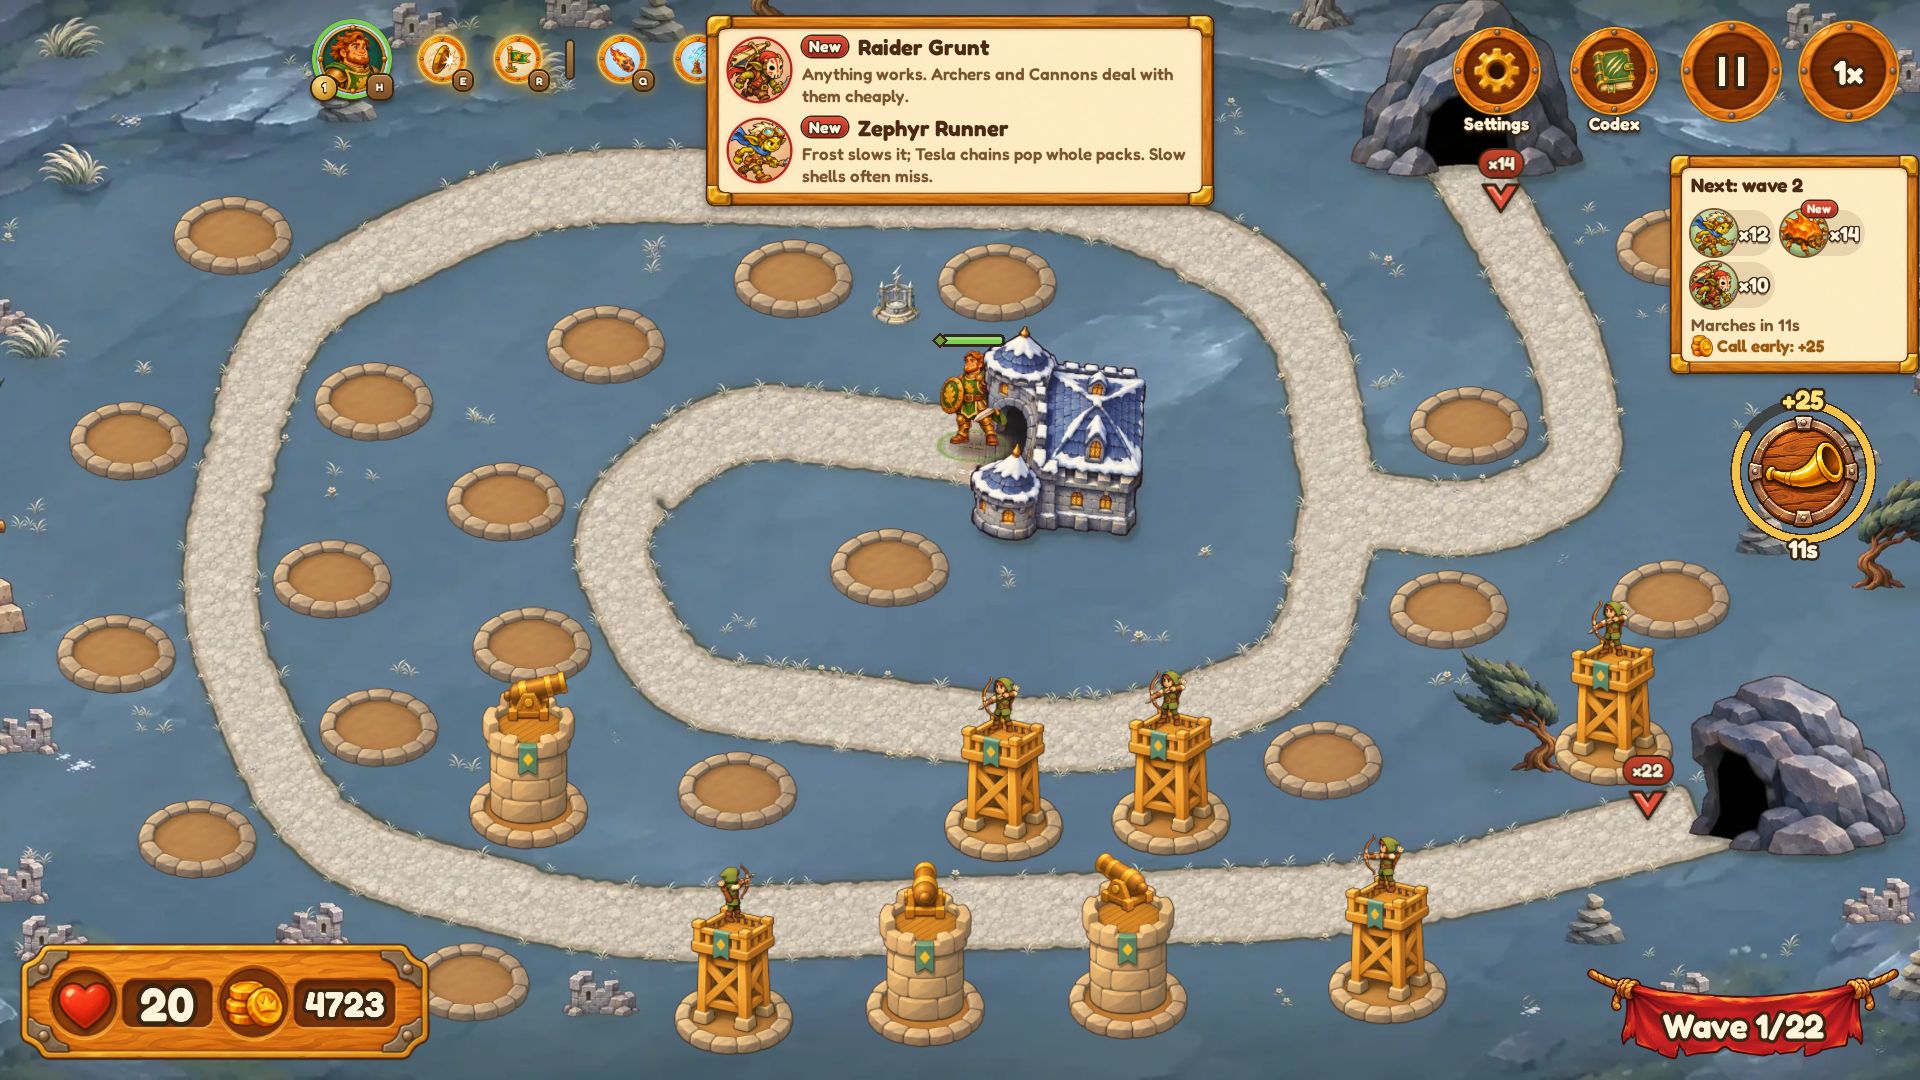 1
H
E
R
Q
New Raider Grunt
Anything works. Archers and Cannons deal with
them cheaply.
New Zephyr Runner
Frost slows it; Tesla chains pop whole packs. Slow
shells often miss.
Settings
Codex
1x
x14
Next: wave 2
x12
New
x14
x10
Marches in 11s
Call early: +25
+25
11s
x22
20
4723
Wave 1/22